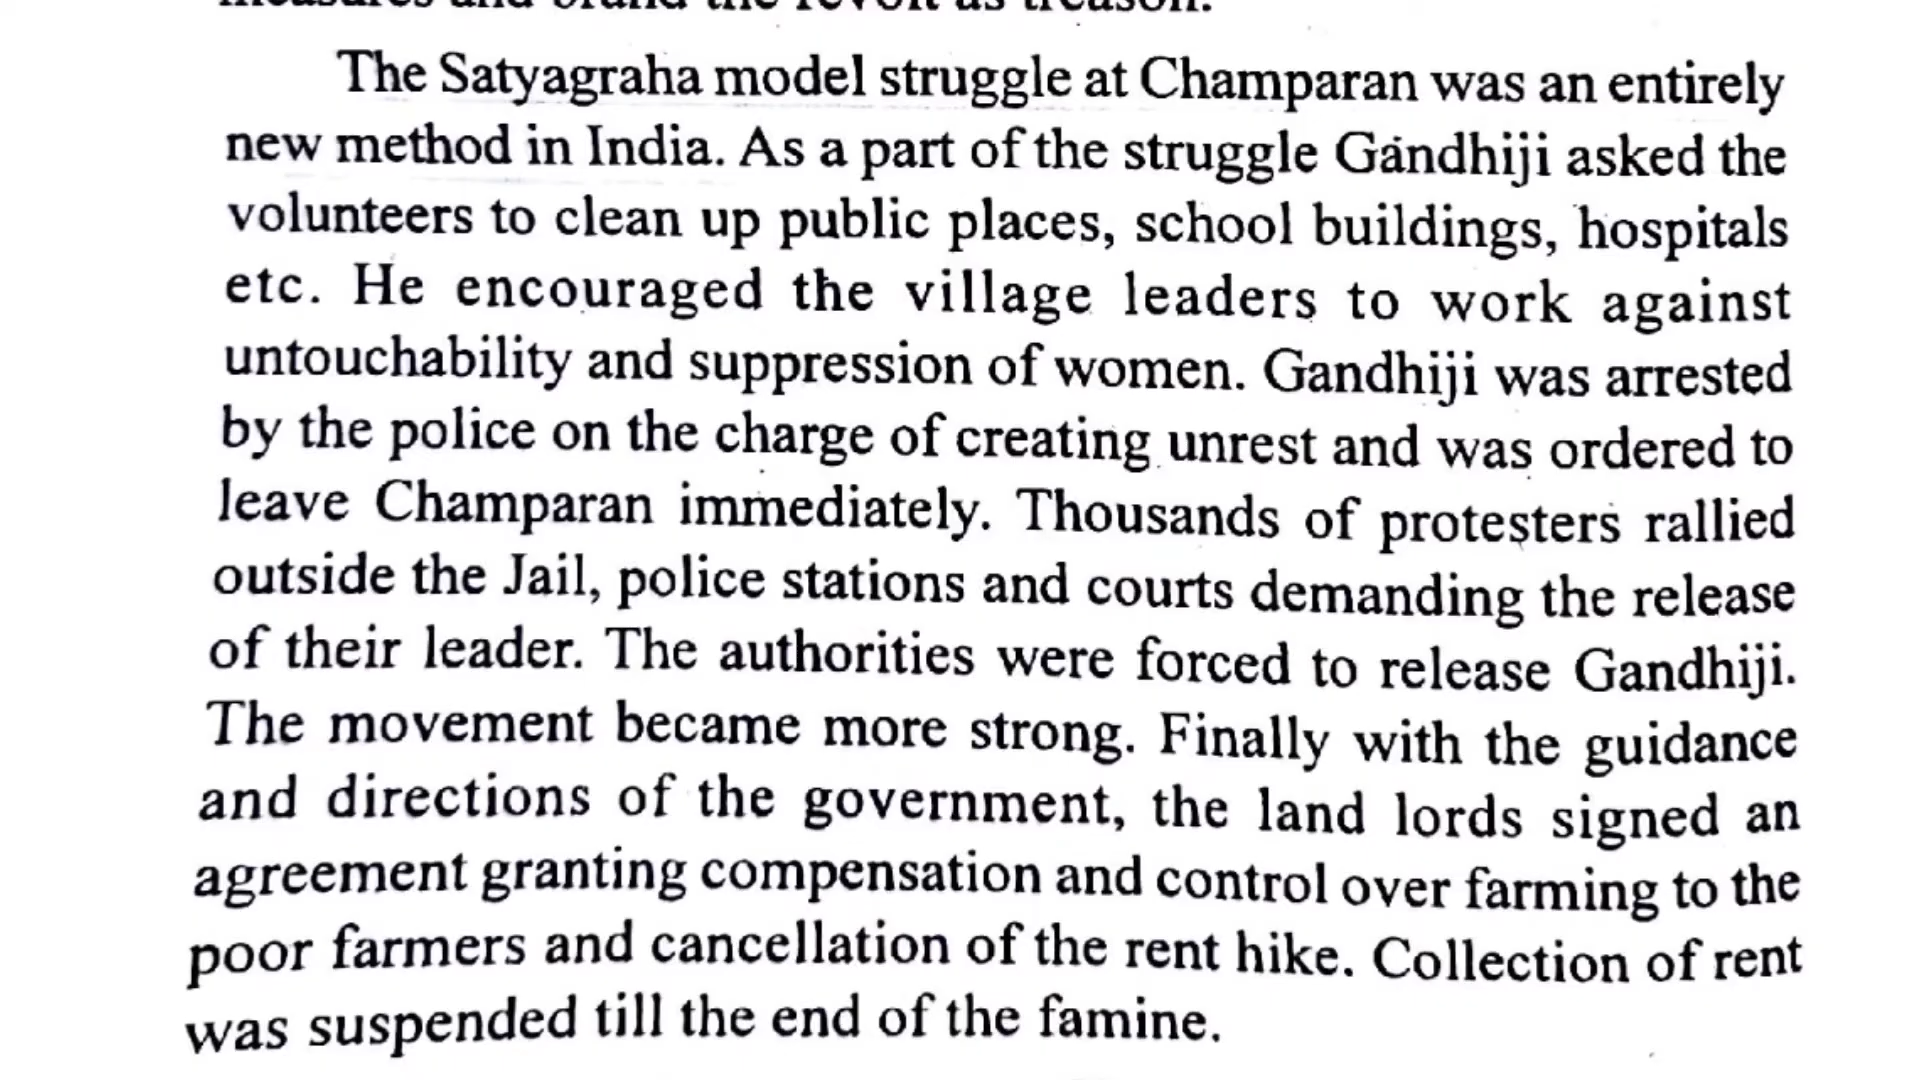 measures and brand the revolt as treason.
The Satyagraha model struggle at Champaran was an entirely
new method in India. As a part of the struggle Gandhiji asked the
volunteers to clean up public places, school buildings, hospitals
etc. He encouraged the village leaders to work against
untouchability and suppression of women. Gandhiji was arrested
by the police on the charge of creating unrest and was ordered to
leave Champaran immediately. Thousands of protesters rallied
outside the Jail, police stations and courts demanding the release
of their leader. The authorities were forced to release Gandhiji.
The movement became more strong. Finally with the guidance
and directions of the government, the land lords signed an
agreement granting compensation and control over farming to the
poor farmers and cancellation of the rent hike. Collection of rent
was suspended till the end of the famine.